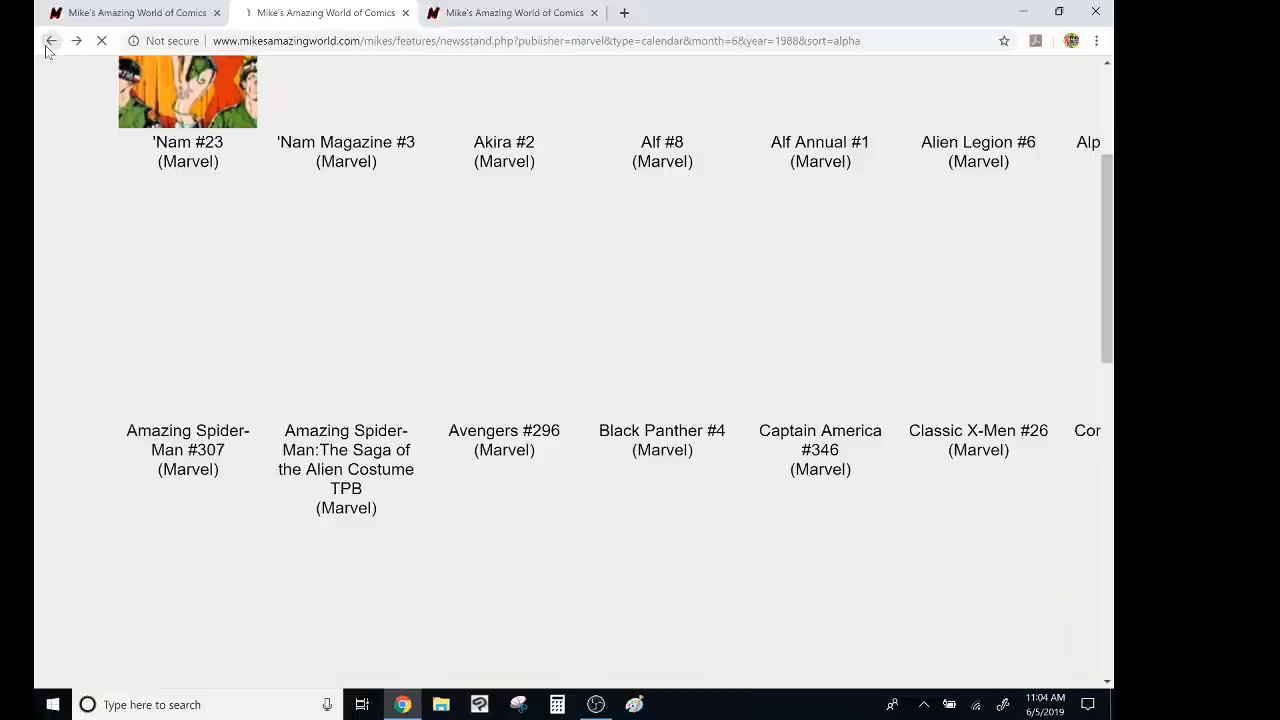 Mike's Amazing World of Comics
Mike's Amazing World of Comics
Mike's Amazing World of Comics
Not secure
www.mikesamazingworld.com/mikes/features/newsstand.php?publisher=marvel&type=calendar&month=6&year=1988&sort=alpha
'Nam #23
(Marvel)
'Nam Magazine #3
(Marvel)
Akira #2
(Marvel)
Alf #8
(Marvel)
Alf Annual #1
(Marvel)
Alien Legion #6
(Marvel)
Alp
Amazing Spider-
Man #307
(Marvel)
Amazing Spider-
Man:The Saga of
the Alien Costume
TPB
(Marvel)
Avengers #296
(Marvel)
Black Panther #4
(Marvel)
Captain America
#346
(Marvel)
Classic X-Men #26
(Marvel)
Cor
Type here to search
11:04 AM
6/5/2019